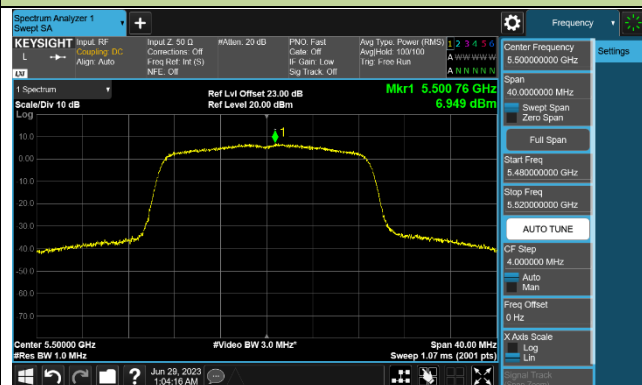 Spectrum Analyzer 1
Swept SA
Frequency
KEYSIGHT
L
LXI
Input: RF
Coupling: DC
Align: Auto
Input Z: 50 Ω
Corrections: Off
Freq Ref: Int (S)
NFE: Off
#Atten: 20 dB
PNO: Fast
Gate: Off
IF Gain: Low
Sig Track: Off
Avg Type: Power (RMS)
Avg|Hold: 100/100
Trig: Free Run
1 2 3 4 5 6
A W W W W W
A N N N N N
1 Spectrum
Scale/Div 10 dB
Log
Ref Lvl Offset 23.00 dB
Ref Level 20.00 dBm
Mkr1 5.500 76 GHz
6.949 dBm
1
10.0
0.00
-10.0
-20.0
-30.0
-40.0
-50.0
-60.0
-70.0
Center 5.50000 GHz
#Res BW 1.0 MHz
#Video BW 3.0 MHz*
Span 40.00 MHz
Sweep 1.07 ms (2001 pts)
Center Frequency
5.500000000 GHz
Settings
Span
40.0000000 MHz
Swept Span
Zero Span
Full Span
Start Freq
5.480000000 GHz
Stop Freq
5.520000000 GHz
AUTO TUNE
CF Step
4.000000 MHz
Auto
Man
Freq Offset
0 Hz
X Axis Scale
Log
Lin
Signal Track
Jun 29, 2023
1:04:16 AM